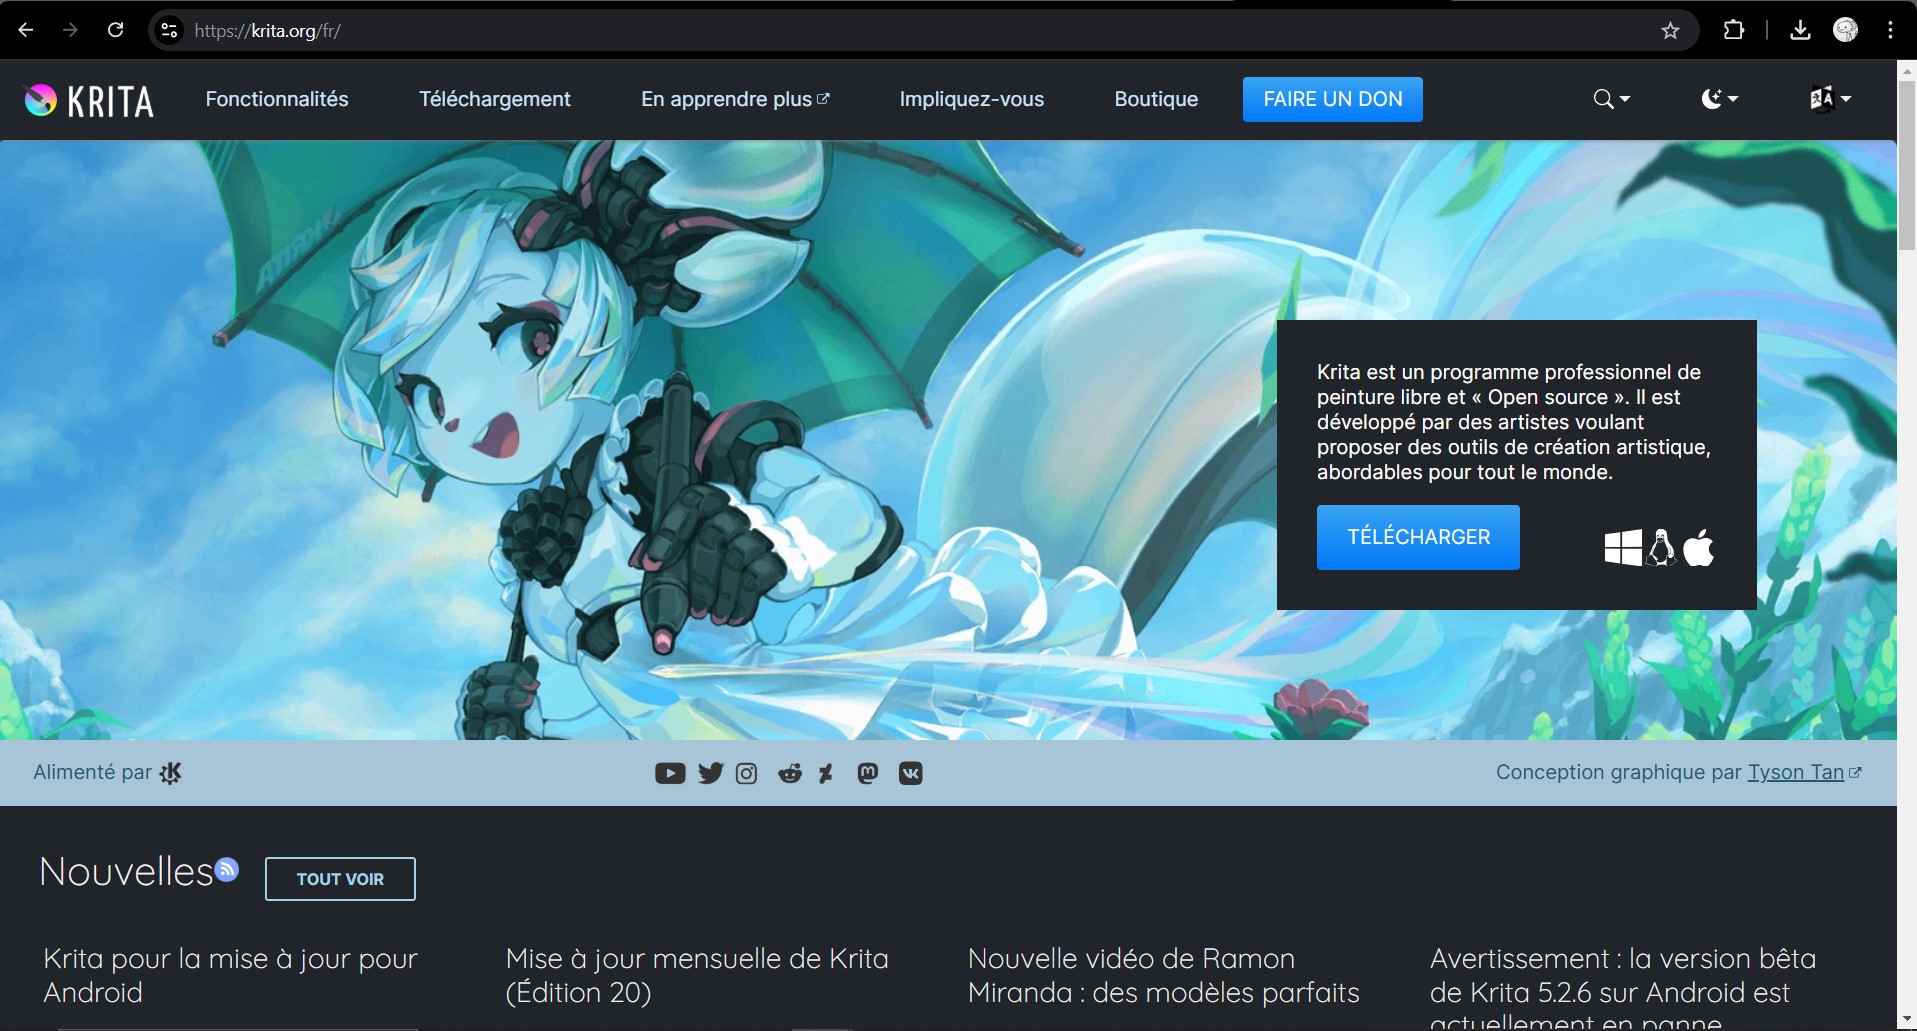 https://krita.org/fr/
KRITA
Fonctionnalités
Téléchargement
En apprendre plus
Impliquez-vous
Boutique
FAIRE UN DON
Krita est un programme professionnel de
peinture libre et « Open source ». Il est
développé par des artistes voulant
proposer des outils de création artistique,
abordables pour tout le monde.
TÉLÉCHARGER
Alimenté par
Conception graphique par Tyson Tan
Nouvelles
TOUT VOIR
Krita pour la mise à jour pour
Android
Mise à jour mensuelle de Krita
(Édition 20)
Nouvelle vidéo de Ramon
Miranda : des modèles parfaits
Avertissement : la version bêta
de Krita 5.2.6 sur Android est
actuellement en panne